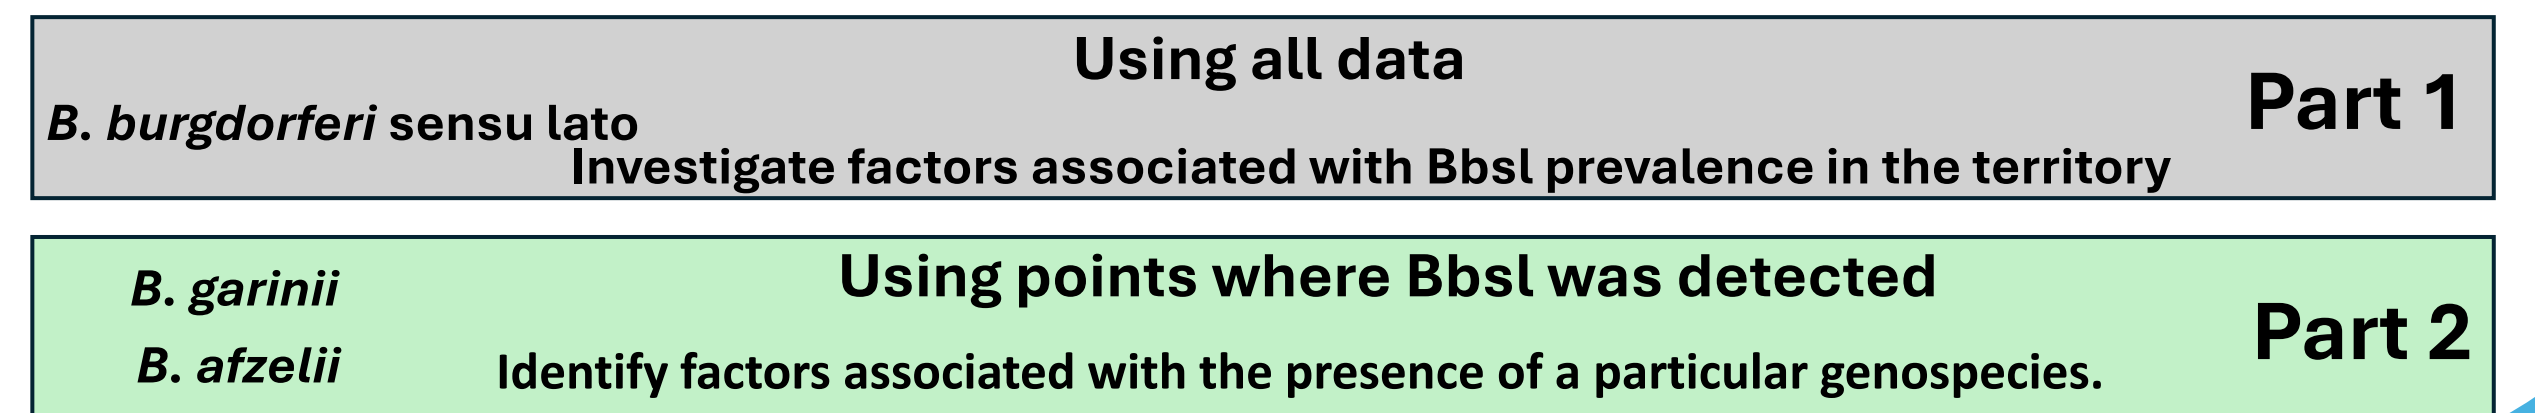 Using all data
Part 1
B. burgdorferi sensu lato
Investigate factors associated with Bbsl prevalence in the territory
Using points where Bbsl was detected
B. garinii
Part 2
B. afzelii
Identify factors associated with the presence of a particular genospecies.